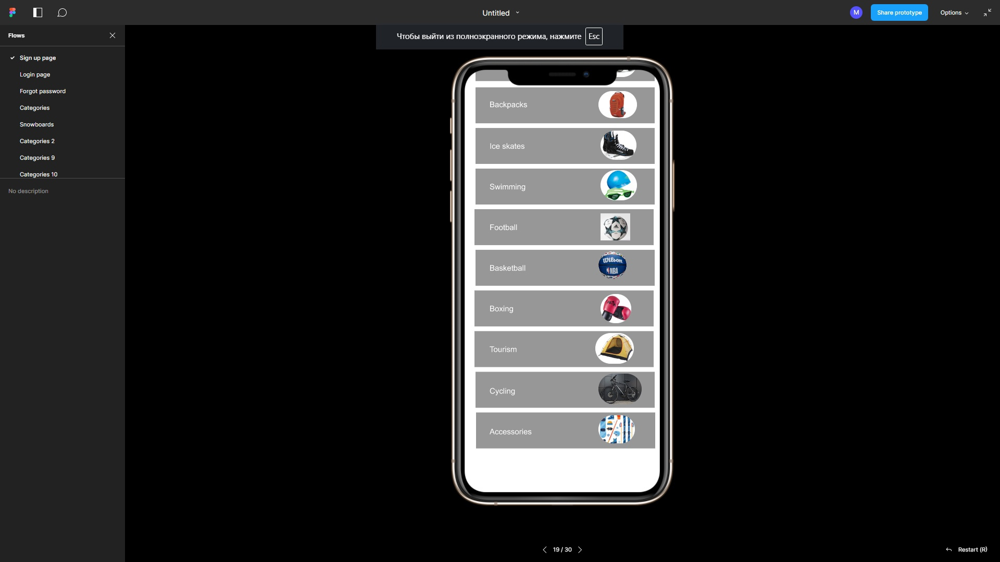 Untitled
M
Share prototype
Options
Flows
Чтобы выйти из полноэкранного режима, нажмите Esc
Sign up page
Login page
Forgot password
Categories
Snowboards
Categories 2
Categories 9
Categories 10
No description
Backpacks
Ice skates
Swimming
Football
Basketball
Wilson
NBA
Boxing
Tourism
Cycling
Accessories
19 / 30
Restart (R)